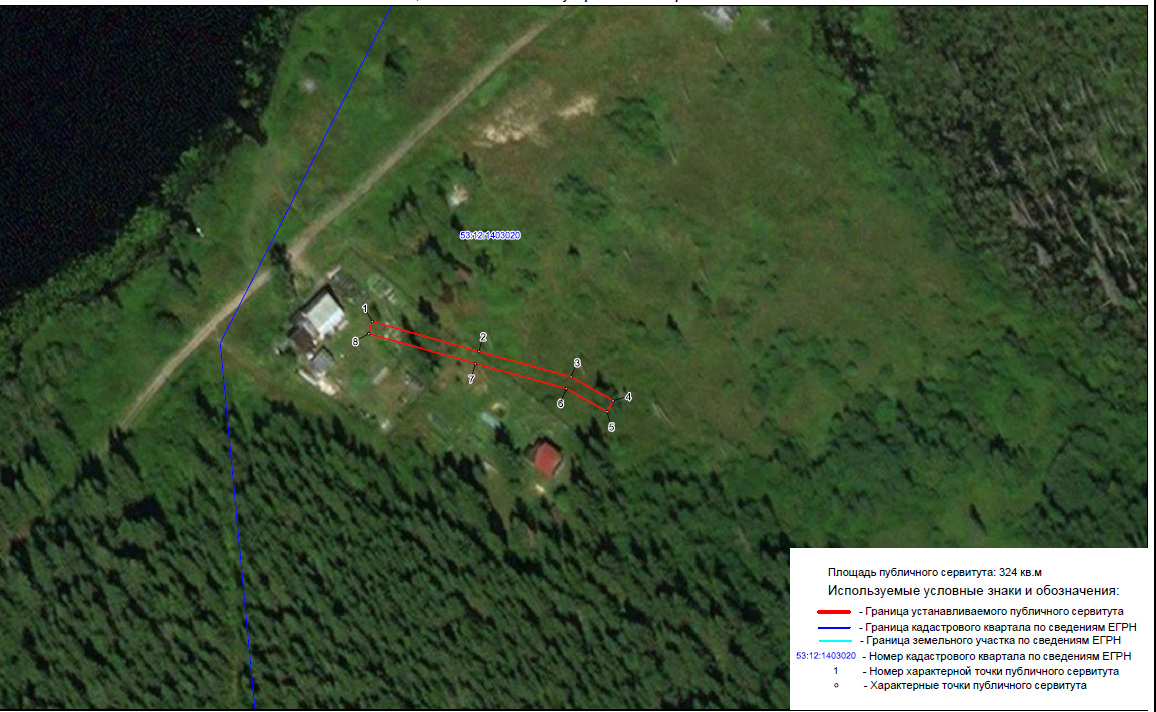 53:12:1403020
1
2
3
4
5
6
7
8
Площадь публичного сервитута: 324 кв.м
Используемые условные знаки и обозначения:
- Граница устанавливаемого публичного сервитута
- Граница кадастрового квартала по сведениям ЕГРН
- Граница земельного участка по сведениям ЕГРН
53:12:1403020 - Номер кадастрового квартала по сведениям ЕГРН
1 - Номер характерной точки публичного сервитута
- Характерные точки публичного сервитута